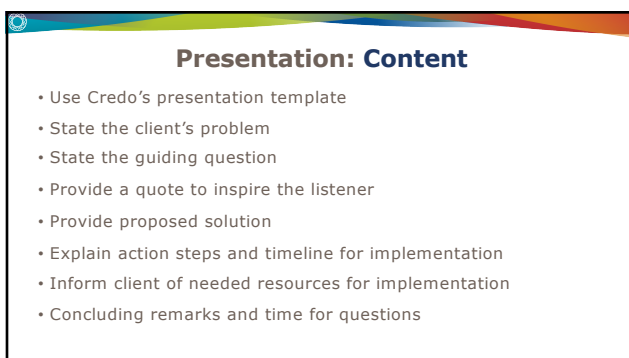 Presentation: Content
• Use Credo's presentation template
• State the client's problem
• State the guiding question
• Provide a quote to inspire the listener
• Provide proposed solution
• Explain action steps and timeline for implementation
• Inform client of needed resources for implementation
• Concluding remarks and time for questions